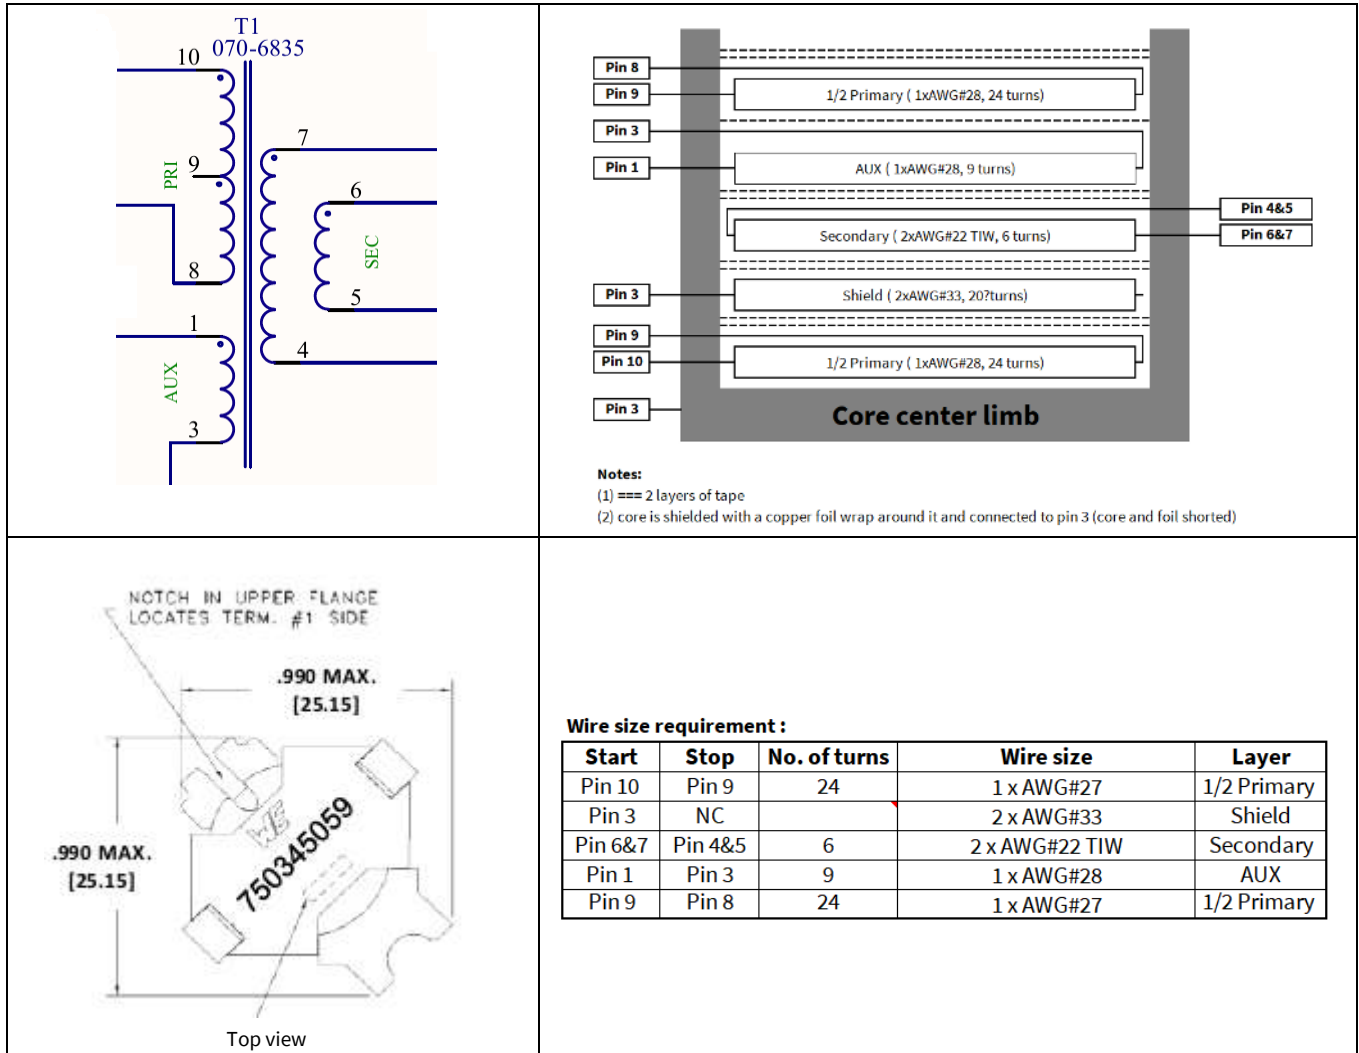 T1
070-6835
10
9
8
1
3
7
6
5
4
PRI
SEC
AUX
Pin 8
Pin 9
1/2 Primary ( 1xAWG#28, 24 turns)
Pin 3
Pin 1
AUX ( 1xAWG#28, 9 turns)
Pin 4&5
Secondary ( 2xAWG#22 TIW, 6 turns)
Pin 6&7
Pin 3
Shield ( 2xAWG#33, 20?turns)
Pin 9
Pin 10
1/2 Primary ( 1xAWG#28, 24 turns)
Pin 3
Core center limb
Notes:
(1) === 2 layers of tape
(2) core is shielded with a copper foil wrap around it and connected to pin 3 (core and foil shorted)
NOTCH IN UPPER FLANGE
LOCATES TERM. #1 SIDE
.990 MAX.
[25.15]
.990 MAX.
[25.15]
WE
750345059
Top view
Wire size requirement :
Start Stop No. of turns Wire size Layer
Pin 10 Pin 9 24 1 x AWG#27 1/2 Primary
Pin 3 NC 2 x AWG#33 Shield
Pin 6&7 Pin 4&5 6 2 x AWG#22 TIW Secondary
Pin 1 Pin 3 9 1 x AWG#28 AUX
Pin 9 Pin 8 24 1 x AWG#27 1/2 Primary